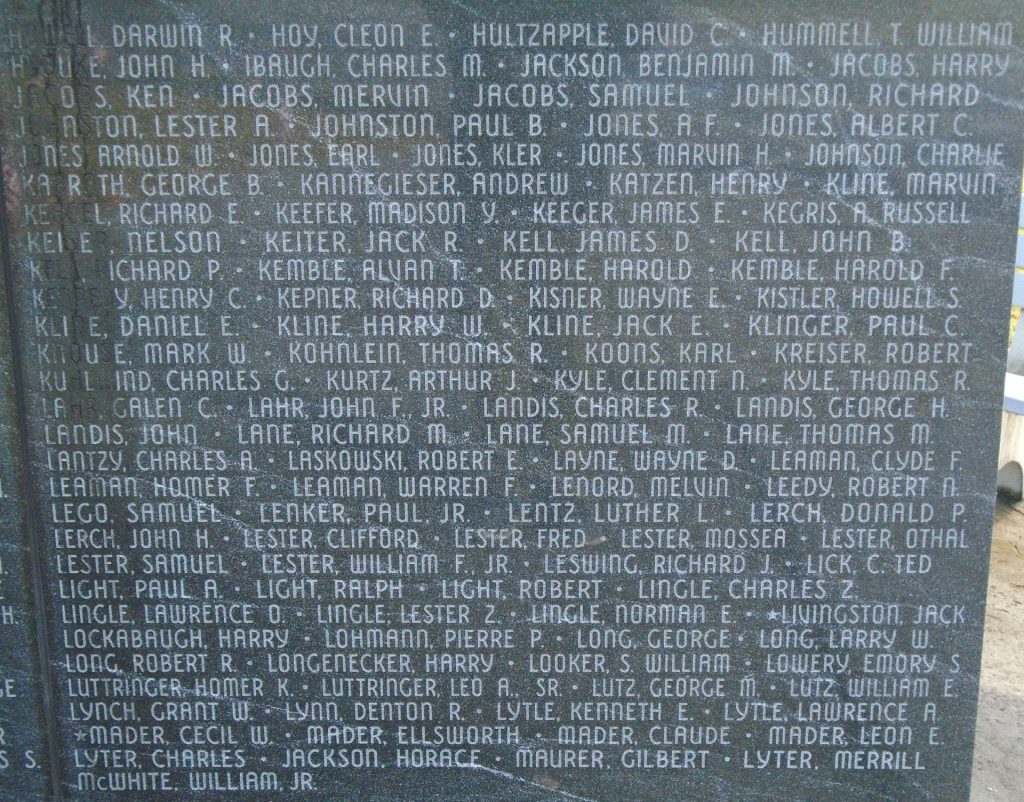 DARWIN R. • HOY, CLEON E. • HULTZAPPLE, DAVID C. • HUMMELL, T. WILLIAM
JOHN H. • IBAUGH, CHARLES M. • JACKSON BENJAMIN M. • JACOBS, HARRY
JACOBS, KEN • JACOBS, MERVIN • JACOBS, SAMUEL • JOHNSON, RICHARD
JOHNSTON, LESTER A. • JOHNSTON, PAUL B. • JONES, A. F. • JONES, ALBERT C.
JONES, ARNOLD W. • JONES, EARL • JONES, KLER • JONES, MARVIN H. • JOHNSON, CHARLIE
GEORGE B. • KANNEGIESER, ANDREW • KATZEN, HENRY • KLINE, MARVIN
RICHARD E. • KEEFER, MADISON Y. • KEEGER, JAMES E. • KEGRIS, A. RUSSELL
NELSON • KEITER, JACK R. • KELL, JAMES D. • KELL, JOHN B.
RICHARD P. • KEMBLE, ALVAN T. • KEMBLE, HAROLD • KEMBLE, HAROLD F.
HENRY C. • KEPNER, RICHARD D. • KISNER, WAYNE E. • KISTLER, HOWELL S.
KLINE, DANIEL E. • KLINE, HARRY W. • KLINE, JACK E. • KLINGER, PAUL C.
KNOUSE, MARK W. • KOHNLEIN, THOMAS R. • KOONS, KARL • KREISER, ROBERT
CHARLES G. • KURTZ, ARTHUR J. • KYLE, CLEMENT N. • KYLE, THOMAS R.
LAHR, GALEN C. • LAHR, JOHN F., JR. • LANDIS, CHARLES R. • LANDIS, GEORGE H.
LANDIS, JOHN • LANE, RICHARD M. • LANE, SAMUEL M. • LANE, THOMAS M.
LANTZY, CHARLES A. • LASKOWSKI, ROBERT E. • LAYNE, WAYNE D. • LEAMAN, CLYDE F.
LEAMAN, HOMER F. • LEAMAN, WARREN F. • LENORD, MELVIN • LEEDY, ROBERT N.
LEGO, SAMUEL • LENKER, PAUL, JR. • LENTZ, LUTHER L. • LERCH, DONALD P.
LERCH, JOHN H. • LESTER, CLIFFORD • LESTER, FRED • LESTER, MOSSEA • LESTER, OTHAL
LESTER, SAMUEL • LESTER, WILLIAM F., JR. • LESWING, RICHARD J. • LICK, C. TED
LIGHT, PAUL A. • LIGHT, RALPH • LIGHT, ROBERT • LINGLE, CHARLES Z.
H. LINGLE, LAWRENCE O. • LINGLE, LESTER Z. • LINGLE, NORMAN E. • ★LIVINGSTON, JACK
LOCKABAUGH, HARRY • LOHMANN, PIERRE P. • LONG, GEORGE • LONG, LARRY W.
LONG, ROBERT R. • LONGENECKER, HARRY • LOOKER, S. WILLIAM • LOWERY, EMORY S.
LUTTRINGER, HOMER K. • LUTTRINGER, LEO A., SR. • LUTZ, GEORGE M. • LUTZ, WILLIAM E.
LYNCH, GRANT W. • LYNN, DENTON R. • LYTLE, KENNETH E. • LYTLE, LAWRENCE A.
★MADER, CECIL W. • MADER, ELLSWORTH • MADER, CLAUDE • MADER, LEON E.
S. LYTER, CHARLES • JACKSON, HORACE • MAURER, GILBERT • LYTER, MERRILL
McWHITE, WILLIAM, JR.